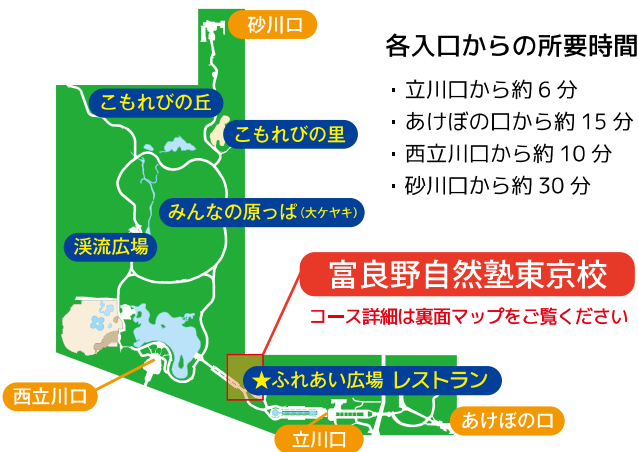 砂川口
各入口からの所要時間
・立川口から約6分
・あけぼの口から約15分
・西立川口から約10分
・砂川口から約30分
こもれびの丘
こもれびの里
みんなの原っぱ(大ケヤキ)
渓流広場
富良野自然塾東京校
コース詳細は裏面マップをご覧ください
★ふれあい広場 レストラン
西立川口
あけぼの口
立川口